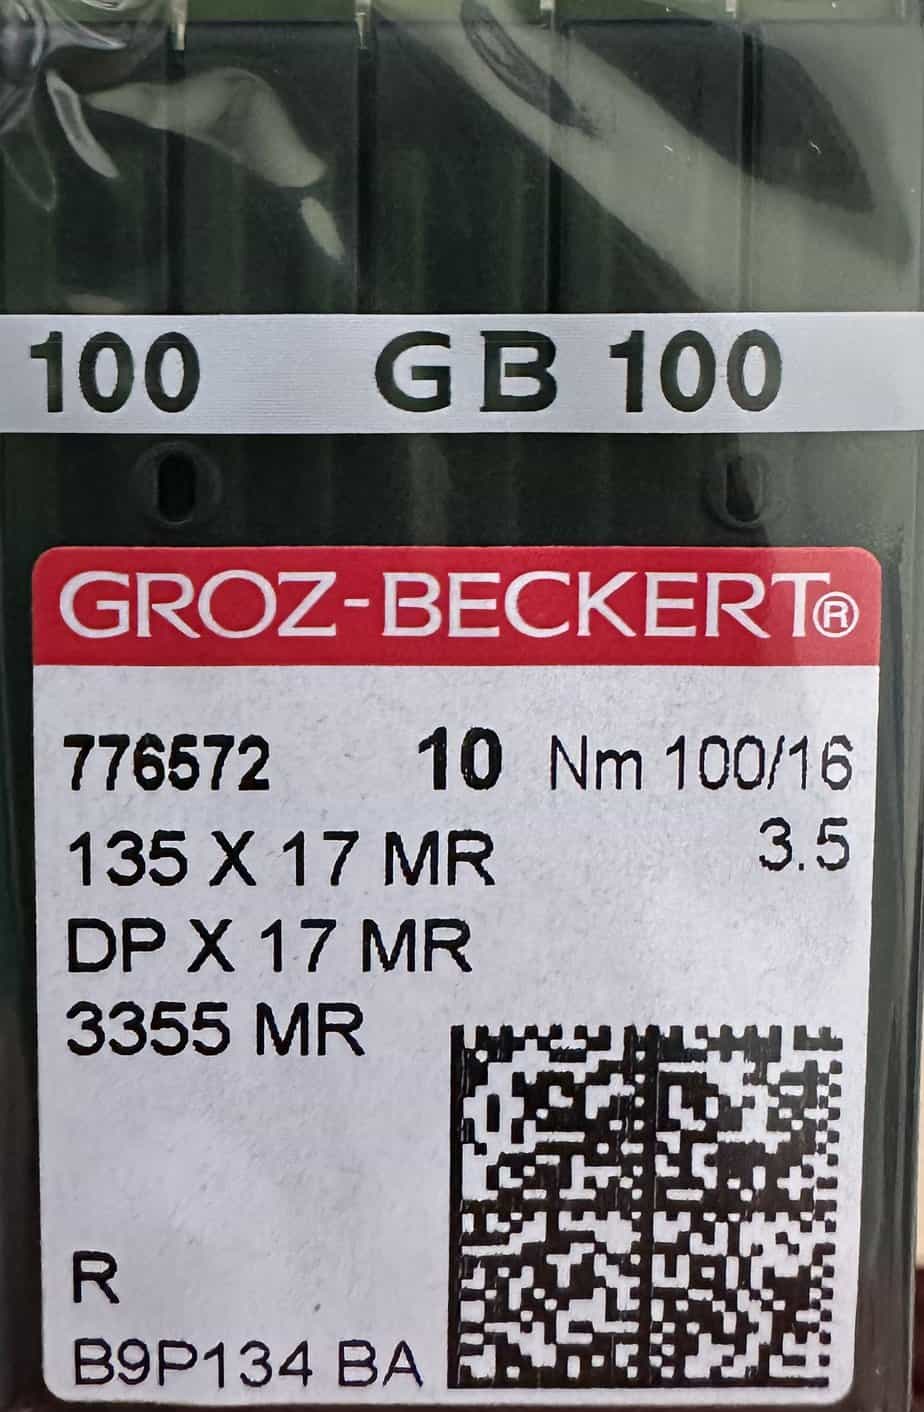 100 GB 100
GROZ-BECKERT®
776572 10 Nm 100/16
135 X 17 MR 3.5
DP X 17 MR
3355 MR
R
B9P134 BA